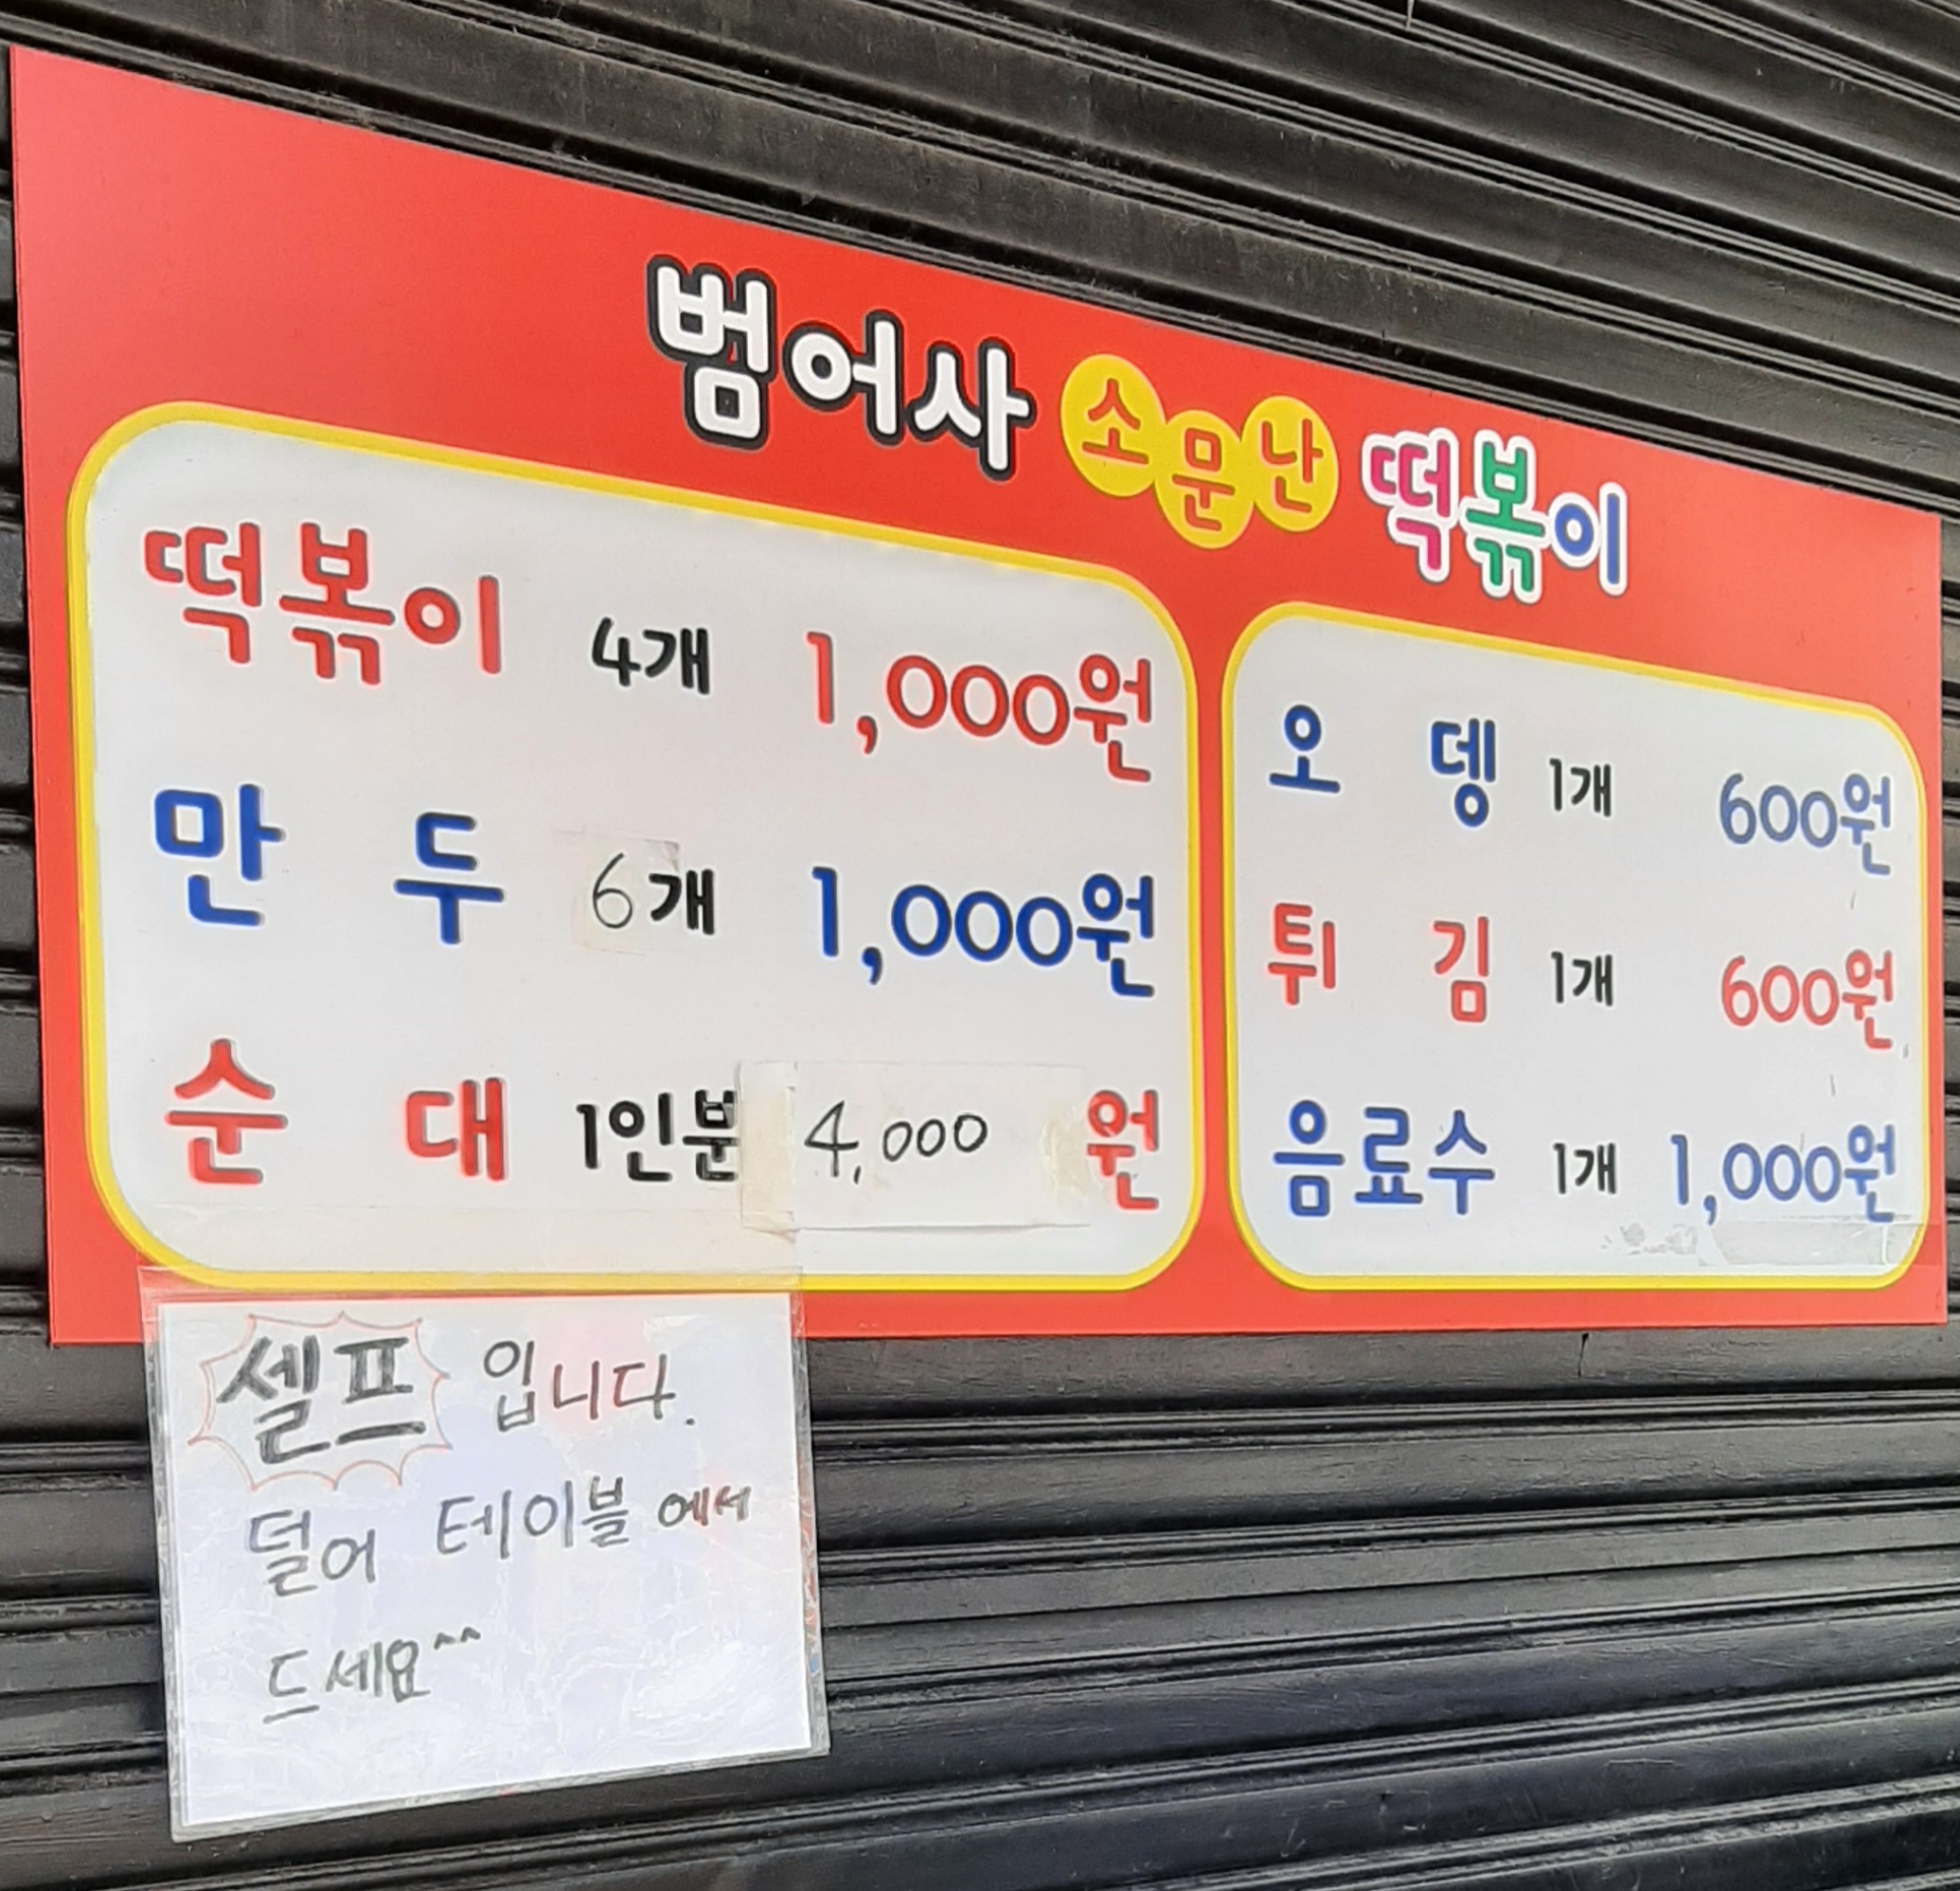 범어사 소문난 떡볶이
떡볶이 4개 1,000원
만두 6개 1,000원
순대 1인분 4,000 원
오뎅 1개 600원
튀김 1개 600원
음료수 1개 1,000원
셀프 입니다.
덜어 테이블에서
드세요^^